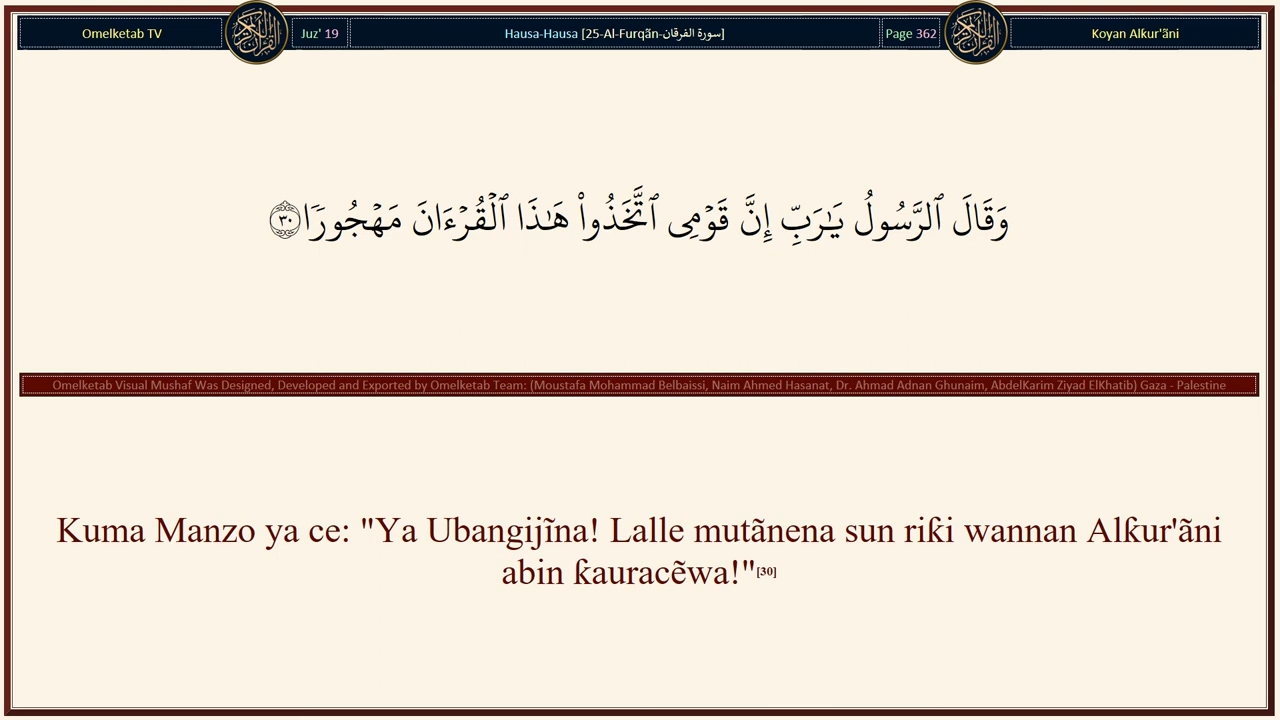 Omelketab TV
Juz' 19
Hausa-Hausa [25-Al-Furqãn-سورة الفرقان]
Page 362
Koyan Alƙur'ãni
وَقَالَ ٱلرَّسُولُ يَـٰرَبِّ إِنَّ قَوْمِى ٱتَّخَذُوا۟ هَـٰذَا ٱلْقُرْءَانَ مَهْجُورًا ٣٠
Omelketab Visual Mushaf Was Designed, Developed and Exported by Omelketab Team: (Moustafa Mohammad Belbaissi, Naim Ahmed Hasanat, Dr. Ahmad Adnan Ghunaim, AbdelKarim Ziyad ElKhatib) Gaza - Palestine
Kuma Manzo ya ce: "Ya Ubangijĩna! Lalle mutãnena sun riƙi wannan Alƙur'ãni
abin ƙauracẽwa!"[30]